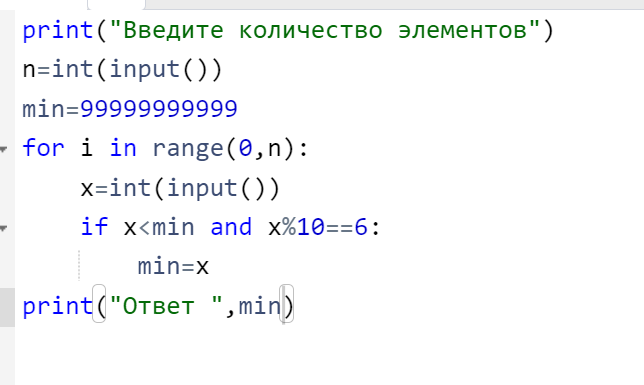 print("Введите количество элементов")
n=int(input())
min=99999999999
for i in range(0,n):
    x=int(input())
    if x<min and x%10==6:
        min=x
print("Ответ ",min)